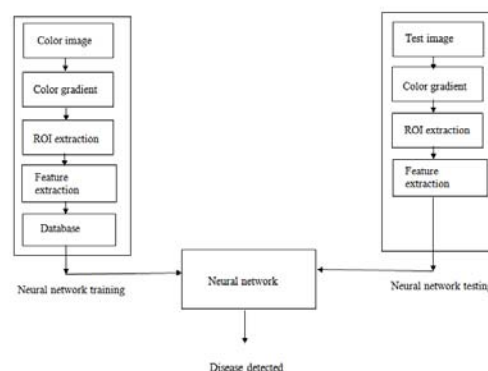 Color image
Color gradient
ROI extraction
Feature
extraction
Database
Neural network training
Test image
Color gradient
ROI extraction
Feature
extraction
Neural network testing
Neural network
Disease detected